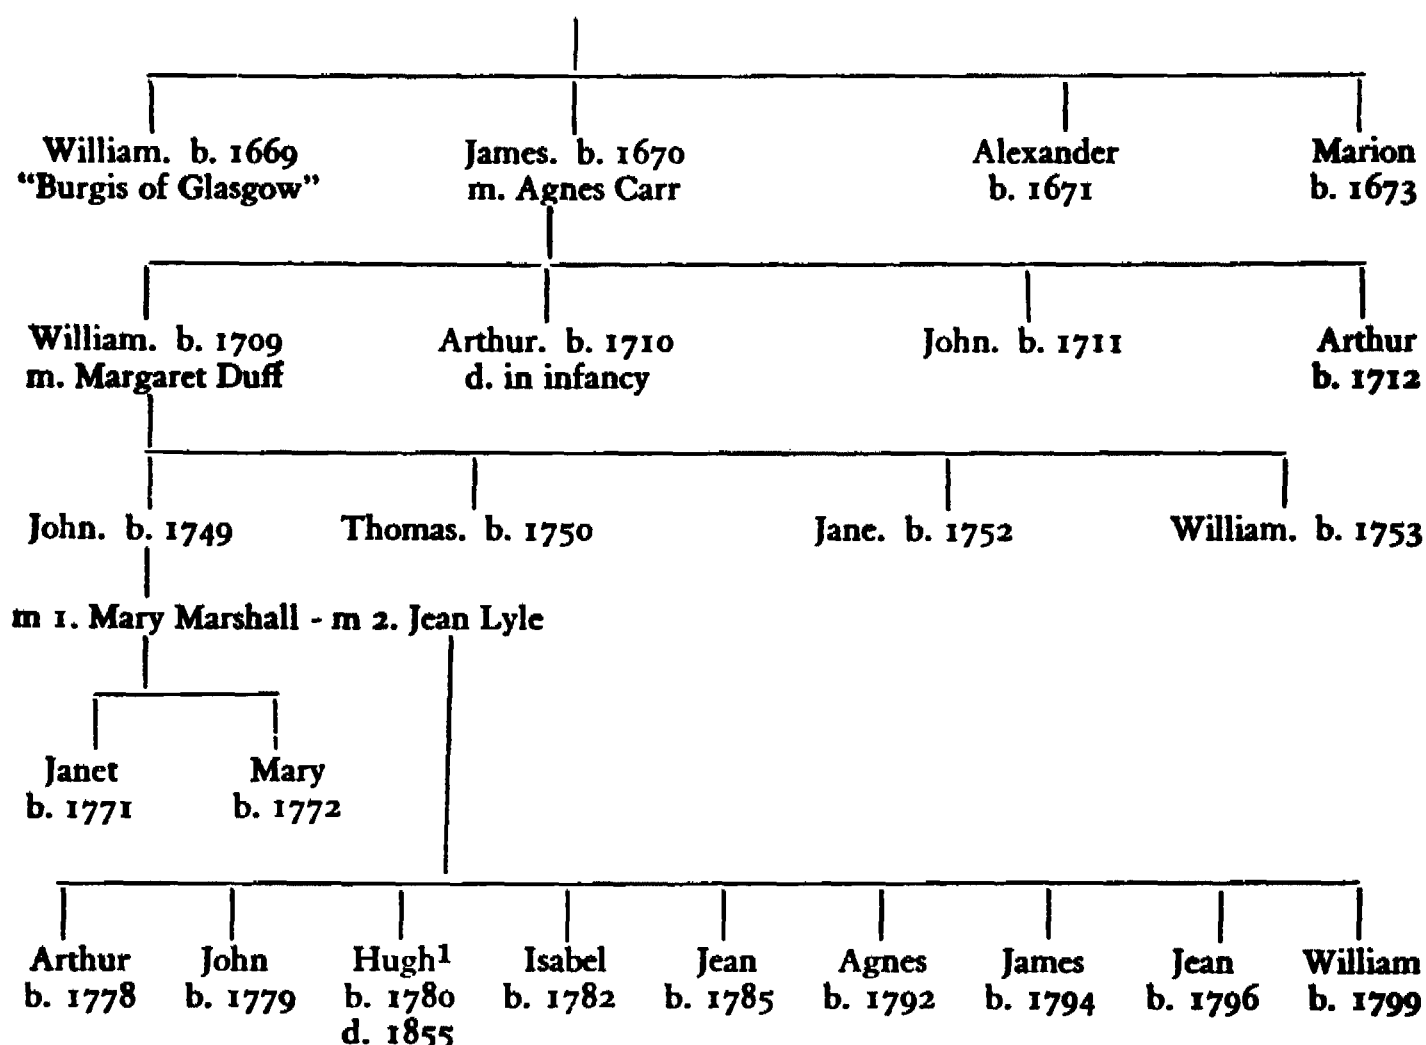 William. b. 1669 James. b. 1670 Alexander Marion
"Burgis of Glasgow" m. Agnes Carr b. 1671 b. 1673
William. b. 1709 Arthur. b. 1710 John. b. 1711 Arthur
m. Margaret Duff d. in infancy b. 1712
John. b. 1749 Thomas. b. 1750 Jane. b. 1752 William. b. 1753
m 1. Mary Marshall - m 2. Jean Lyle
Janet Mary
b. 1771 b. 1772
Arthur John Hugh¹ Isabel Jean Agnes James Jean William
b. 1778 b. 1779 b. 1780 b. 1782 b. 1785 b. 1792 b. 1794 b. 1796 b. 1799
d. 1855